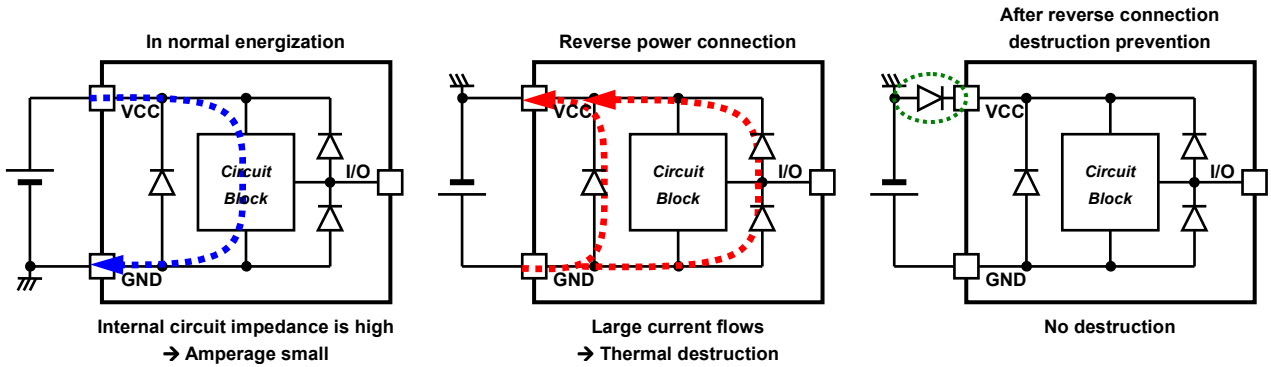 In normal energization
VCC
Circuit
Block
I/O
GND
Internal circuit impedance is high
→ Amperage small
Reverse power connection
VCC
Circuit
Block
I/O
GND
Large current flows
→ Thermal destruction
After reverse connection
destruction prevention
VCC
Circuit
Block
I/O
GND
No destruction